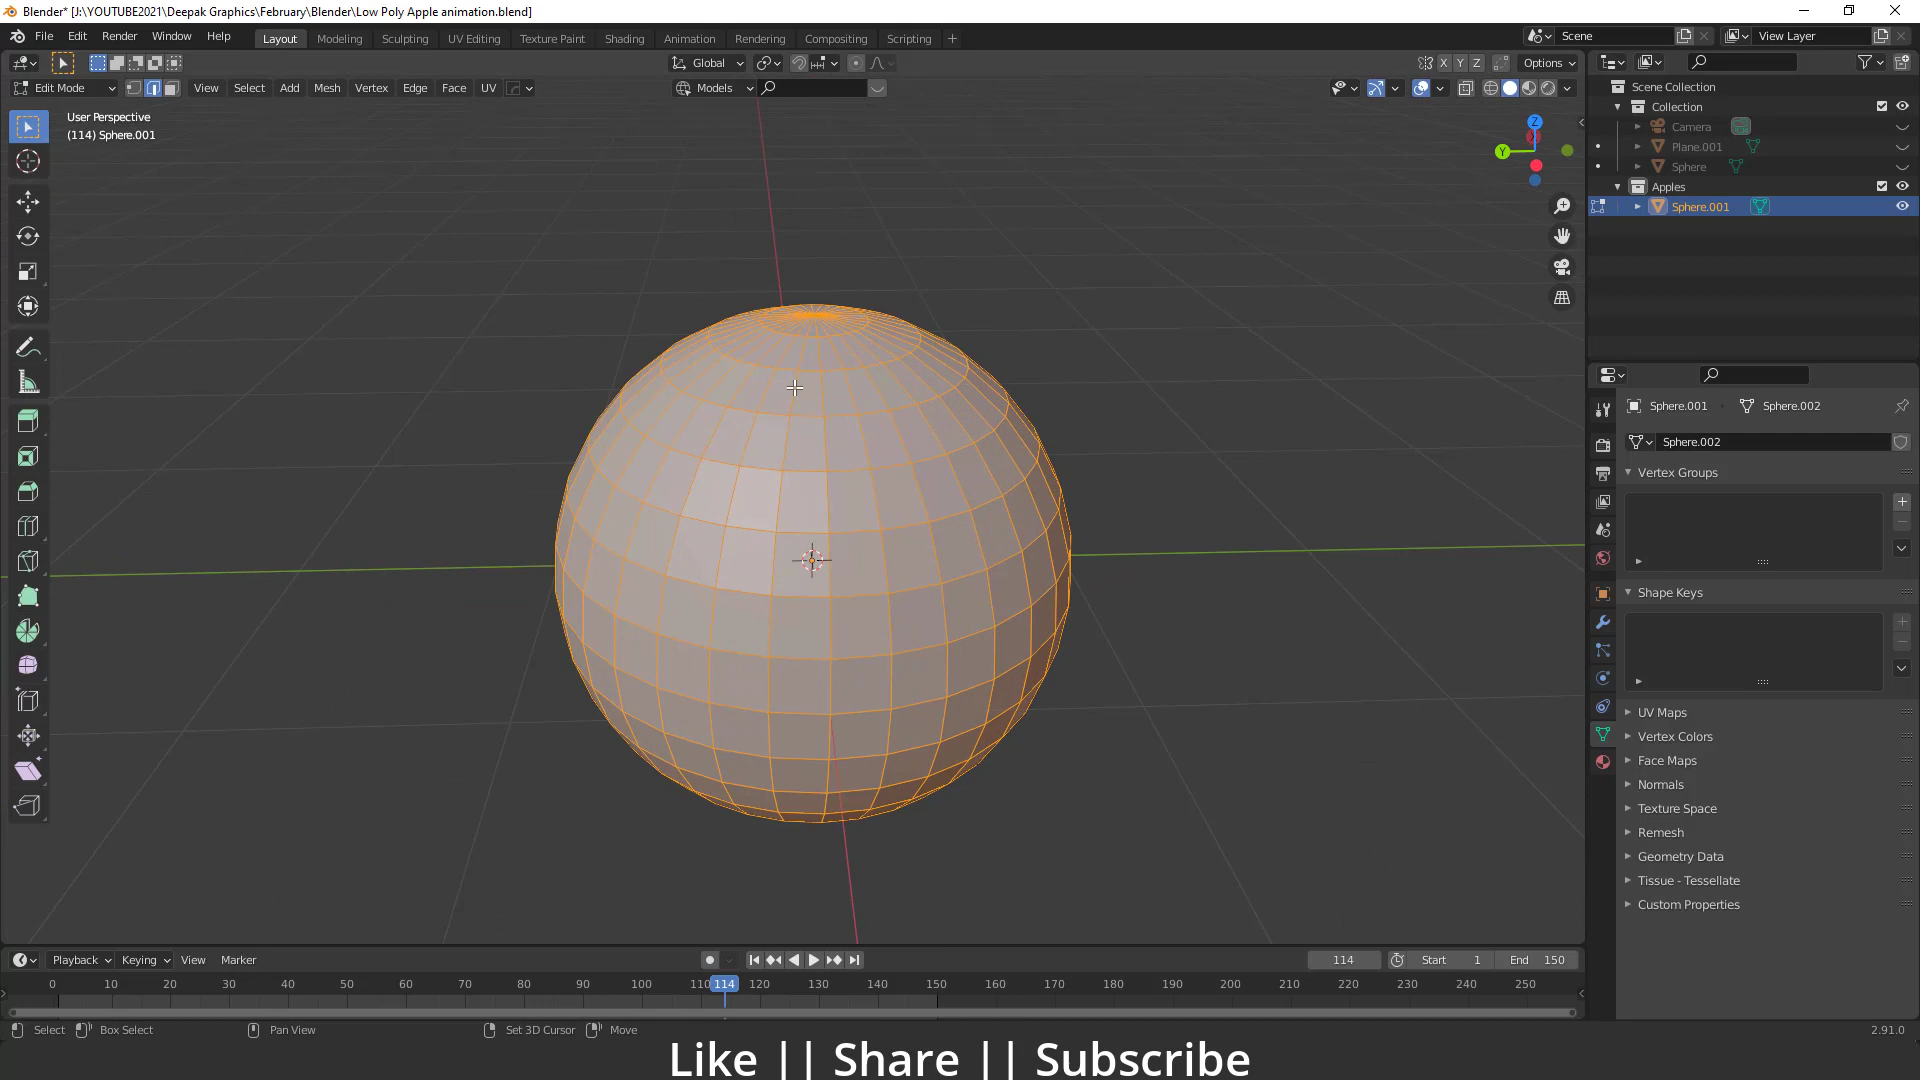 Blender* [J:\YOUTUBE2021\Deepak Graphics\February\Blender\Low Poly Apple animation.blend]
File Edit Render Window Help Layout Modeling Sculpting UV Editing Texture Paint Shading Animation Rendering Compositing Scripting + Scene View Layer
Global X Y Z Options
Edit Mode View Select Add Mesh Vertex Edge Face UV Models
User Perspective
(114) Sphere.001
Z
Y
Scene Collection
Collection
Camera
Plane.001
Sphere
Apples
Sphere.001
Sphere.001 Sphere.002
Sphere.002
Vertex Groups
Shape Keys
UV Maps
Vertex Colors
Face Maps
Normals
Texture Space
Remesh
Geometry Data
Tissue - Tessellate
Custom Properties
Playback Keying View Marker 114 Start 1 End 150
0 10 20 30 40 50 60 70 80 90 100 110 114 120 130 140 150 160 170 180 190 200 210 220 230 240 250
Select Box Select Pan View Set 3D Cursor Move 2.91.0
Like || Share || Subscribe